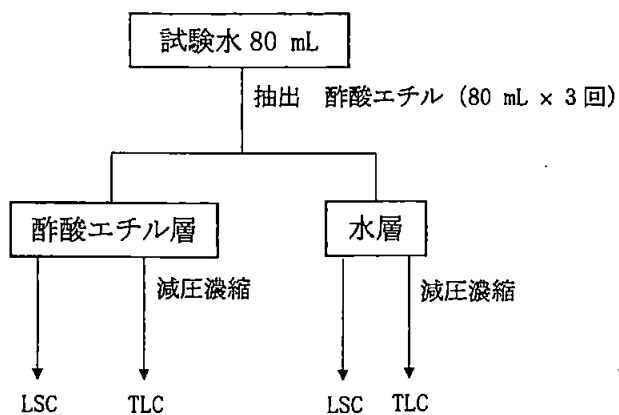 試験水 80 mL
抽出 酢酸エチル (80 mL × 3回)
酢酸エチル層
水層
減圧濃縮
減圧濃縮
LSC
TLC
LSC
TLC